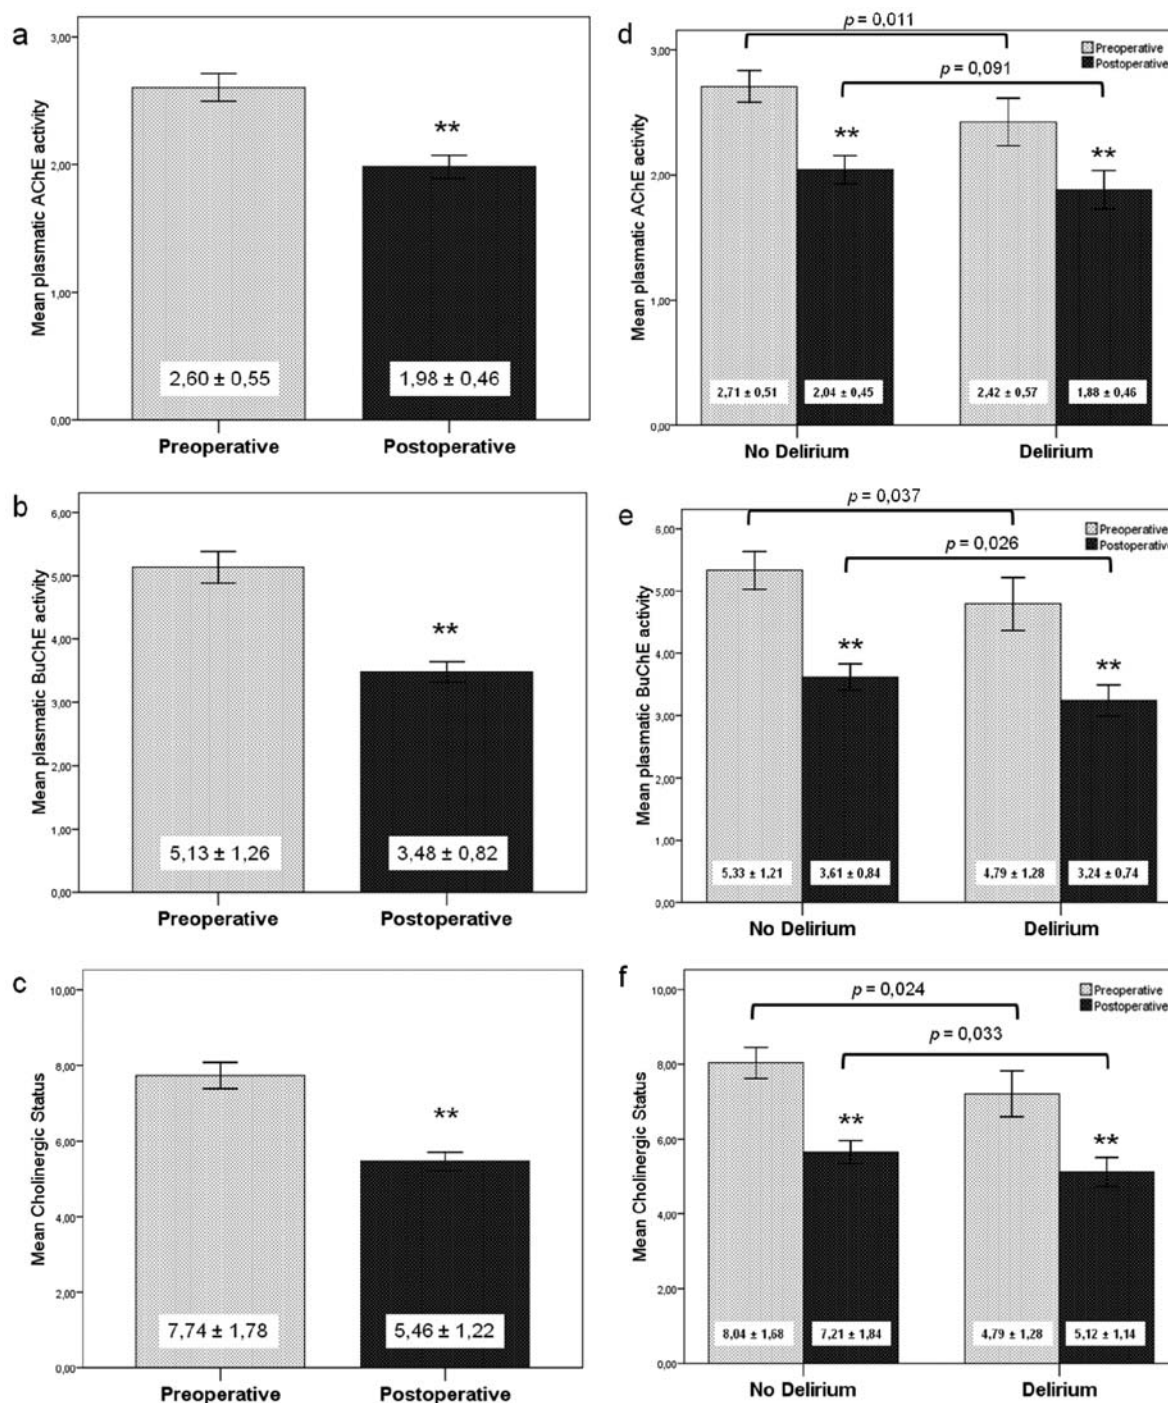 a
3,00
2,00
1,00
0,00
Mean plasmatic AChE activity
**
2,60 ± 0,55
1,98 ± 0,46
Preoperative
Postoperative
d
p = 0,011
p = 0,091
Preoperative
Postoperative
3,00
2,00
1,00
0,00
Mean plasmatic AChE activity
**
**
2,71 ± 0,51
2,04 ± 0,45
2,42 ± 0,57
1,88 ± 0,46
No Delirium
Delirium
b
6,00
5,00
4,00
3,00
2,00
1,00
0,00
Mean plasmatic BuChE activity
**
5,13 ± 1,26
3,48 ± 0,82
Preoperative
Postoperative
e
p = 0,037
p = 0,026
Preoperative
Postoperative
6,00
5,00
4,00
3,00
2,00
1,00
0,00
Mean plasmatic BuChE activity
**
**
5,33 ± 1,21
3,61 ± 0,84
4,79 ± 1,28
3,24 ± 0,74
No Delirium
Delirium
c
10,00
8,00
6,00
4,00
2,00
0,00
Mean Cholinergic Status
**
7,74 ± 1,78
5,46 ± 1,22
Preoperative
Postoperative
f
p = 0,024
p = 0,033
Preoperative
Postoperative
10,00
8,00
6,00
4,00
2,00
0,00
Mean Cholinergic Status
**
**
8,04 ± 1,68
7,21 ± 1,84
4,79 ± 1,28
5,12 ± 1,14
No Delirium
Delirium